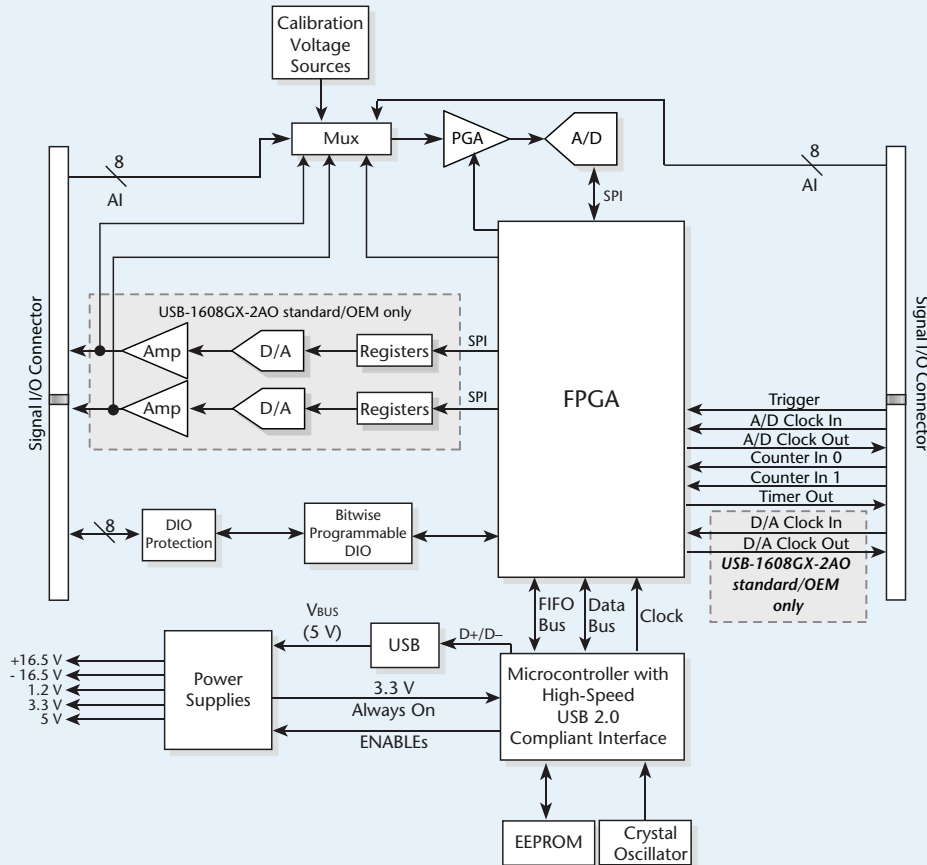 Calibration
Voltage
Sources
Mux
PGA
A/D
8
AI
8
AI
SPI
Signal I/O Connector
Signal I/O Connector
USB-1608GX-2AO standard/OEM only
Amp
D/A
Registers
SPI
Amp
D/A
Registers
SPI
FPGA
Trigger
A/D Clock In
A/D Clock Out
Counter In 0
Counter In 1
Timer Out
D/A Clock In
D/A Clock Out
USB-1608GX-2AO
standard/OEM
only
8
DIO
Protection
Bitwise
Programmable
DIO
FIFO
Bus
Data
Bus
Clock
VBUS
(5 V)
USB
D+/D–
+16.5 V
- 16.5 V
1.2 V
3.3 V
5 V
Power
Supplies
3.3 V
Always On
ENABLEs
Microcontroller with
High-Speed
USB 2.0
Compliant Interface
EEPROM
Crystal
Oscillator